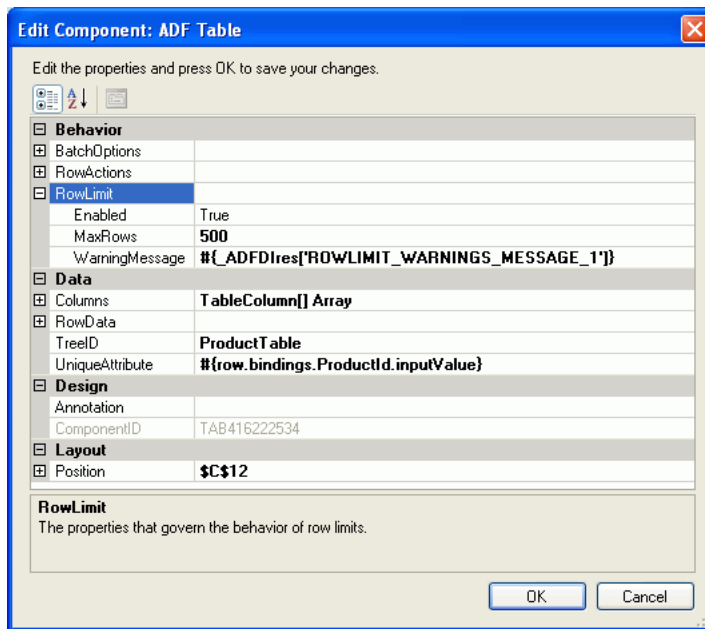 Edit Component: ADF Table
Edit the properties and press OK to save your changes.
Behavior
BatchOptions
RowActions
RowLimit
Enabled True
MaxRows 500
WarningMessage #{_ADFDIres['ROWLIMIT_WARNINGS_MESSAGE_1']}
Data
Columns TableColumn[] Array
RowData
TreeID ProductTable
UniqueAttribute #{row.bindings.ProductId.inputValue}
Design
Annotation
ComponentID TAB416222534
Layout
Position $C$12
RowLimit
The properties that govern the behavior of row limits.
OK Cancel